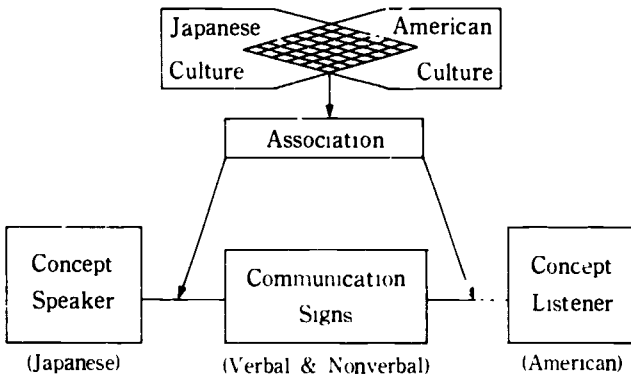 Japanese American
Culture Culture
Association
Concept Communication Concept
Speaker Signs Listener
(Japanese) (Verbal & Nonverbal) (American)